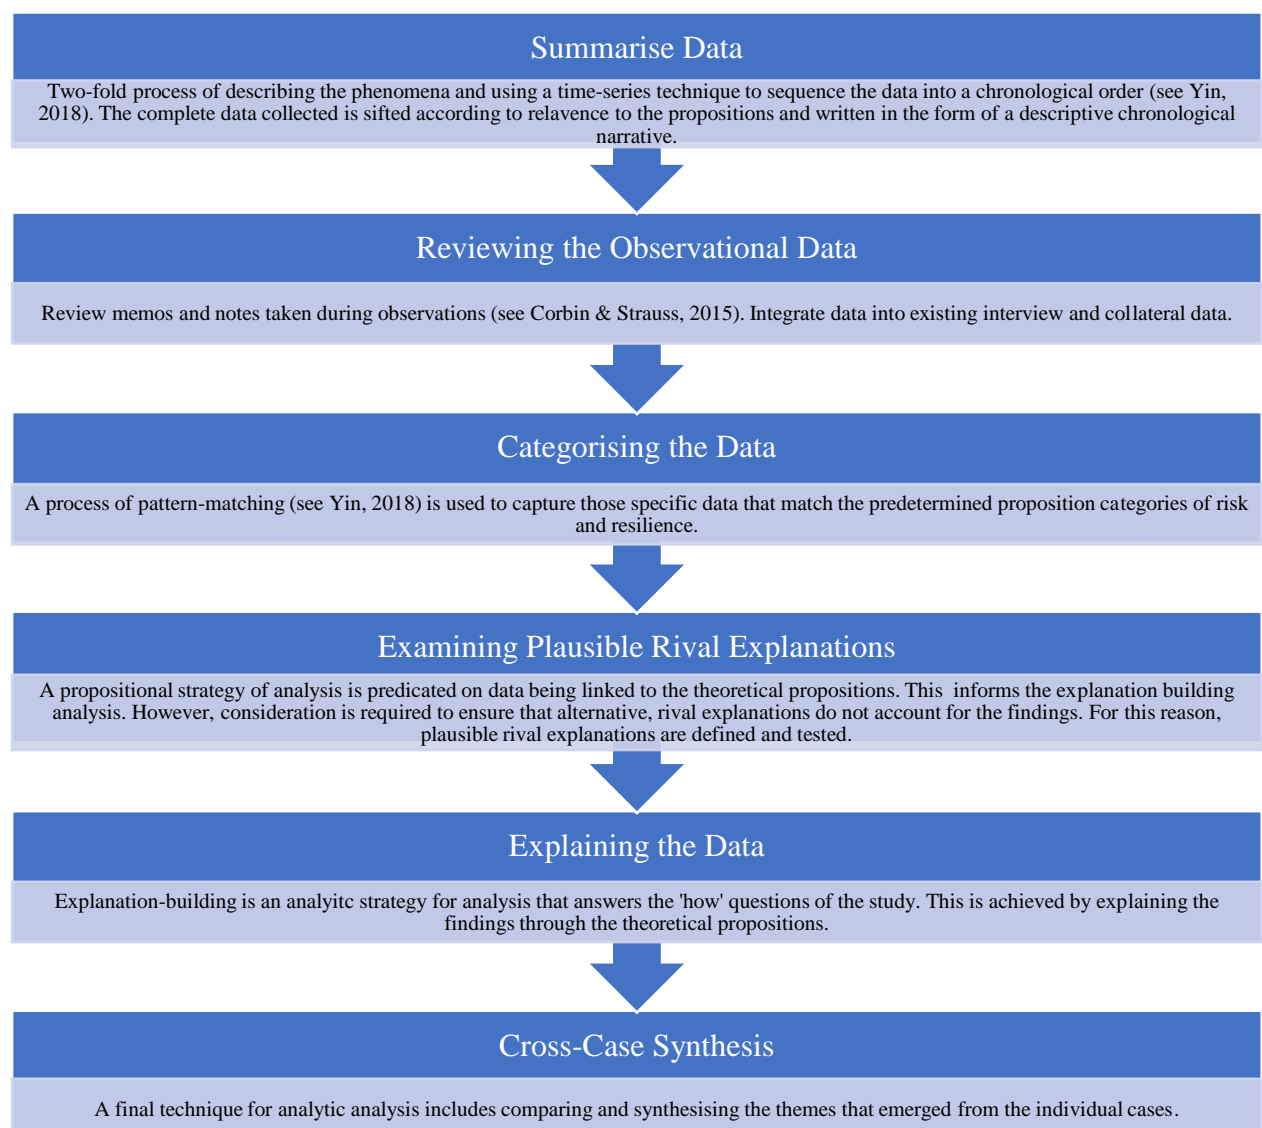 Summarise Data
Two-fold process of describing the phenomena and using a time-series technique to sequence the data into a chronological order (see Yin,
2018). The complete data collected is sifted according to relavence to the propositions and written in the form of a descriptive chronological
narrative.
Reviewing the Observational Data
Review memos and notes taken during observations (see Corbin & Strauss, 2015). Integrate data into existing interview and collateral data.
Categorising the Data
A process of pattern-matching (see Yin, 2018) is used to capture those specific data that match the predetermined proposition categories of risk
and resilience.
Examining Plausible Rival Explanations
A propositional strategy of analysis is predicated on data being linked to the theoretical propositions. This  informs the explanation building
analysis. However, consideration is required to ensure that alternative, rival explanations do not account for the findings. For this reason,
plausible rival explanations are defined and tested.
Explaining the Data
Explanation-building is an analyitc strategy for analysis that answers the 'how' questions of the study. This is achieved by explaining the
findings through the theoretical propositions.
Cross-Case Synthesis
A final technique for analytic analysis includes comparing and synthesising the themes that emerged from the individual cases.